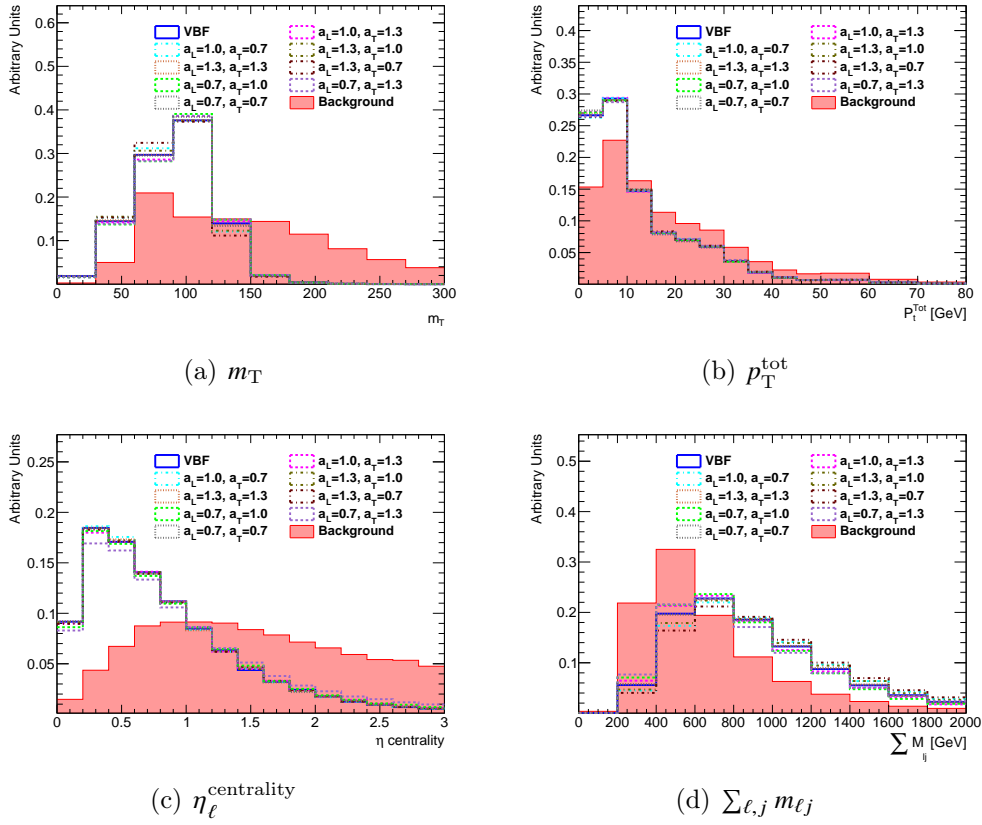 Arbitrary Units
0.6
0.5
0.4
0.3
0.2
0.1
0 50 100 150 200 250 300
m_T
VBF
a_L=1.0, a_T=0.7
a_L=1.3, a_T=1.3
a_L=0.7, a_T=1.0
a_L=0.7, a_T=0.7
a_L=1.0, a_T=1.3
a_L=1.3, a_T=1.0
a_L=1.3, a_T=0.7
a_L=0.7, a_T=1.3
Background
(a) m_T
Arbitrary Units
0.4
0.35
0.3
0.25
0.2
0.15
0.1
0.05
0 10 20 30 40 50 60 70 80
P_t^Tot [GeV]
VBF
a_L=1.0, a_T=0.7
a_L=1.3, a_T=1.3
a_L=0.7, a_T=1.0
a_L=0.7, a_T=0.7
a_L=1.0, a_T=1.3
a_L=1.3, a_T=1.0
a_L=1.3, a_T=0.7
a_L=0.7, a_T=1.3
Background
(b) p_T^tot
Arbitrary Units
0.25
0.2
0.15
0.1
0.05
0 0.5 1 1.5 2 2.5 3
η centrality
VBF
a_L=1.0, a_T=0.7
a_L=1.3, a_T=1.3
a_L=0.7, a_T=1.0
a_L=0.7, a_T=0.7
a_L=1.0, a_T=1.3
a_L=1.3, a_T=1.0
a_L=1.3, a_T=0.7
a_L=0.7, a_T=1.3
Background
(c) η_ℓ^centrality
Arbitrary Units
0.5
0.4
0.3
0.2
0.1
0 200 400 600 800 1000 1200 1400 1600 1800 2000
∑ M_lj [GeV]
VBF
a_L=1.0, a_T=0.7
a_L=1.3, a_T=1.3
a_L=0.7, a_T=1.0
a_L=0.7, a_T=0.7
a_L=1.0, a_T=1.3
a_L=1.3, a_T=1.0
a_L=1.3, a_T=0.7
a_L=0.7, a_T=1.3
Background
(d) ∑_ℓ,j m_ℓj